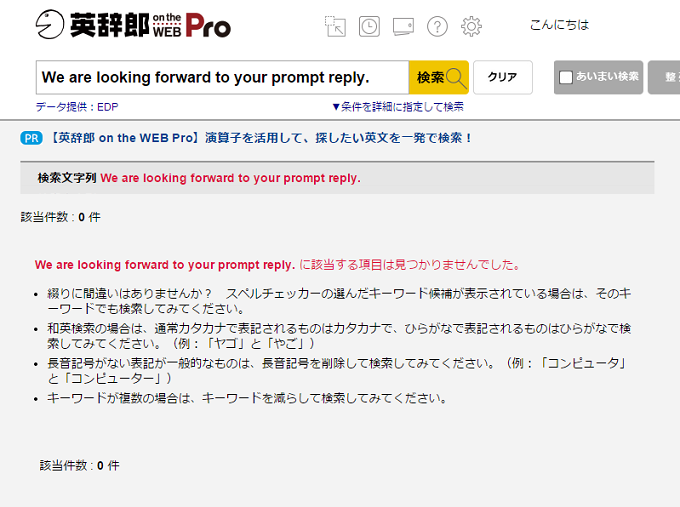 英辞郎 on the WEB Pro
こんにちは
We are looking forward to your prompt reply.
検索
クリア
あいまい検索
データ提供：EDP
▼条件を詳細に指定して検索
PR 【英辞郎 on the WEB Pro】演算子を活用して、探したい英文を一発で検索！
検索文字列 We are looking forward to your prompt reply.
該当件数 : 0 件
We are looking forward to your prompt reply. に該当する項目は見つかりませんでした。
• 綴りに間違いはありませんか？　スペルチェッカーの選んだキーワード候補が表示されている場合は、そのキ
ーワードでも検索してみてください。
• 和英検索の場合は、通常カタカナで表記されるものはカタカナで、ひらがなで表記されるものはひらがなで検
索してみてください。（例：「ヤゴ」と「やご」）
• 長音記号がない表記が一般的なものは、長音記号を削除して検索してみてください。（例：「コンピュータ」
と「コンピューター」）
• キーワードが複数の場合は、キーワードを減らして検索してみてください。
該当件数 : 0 件